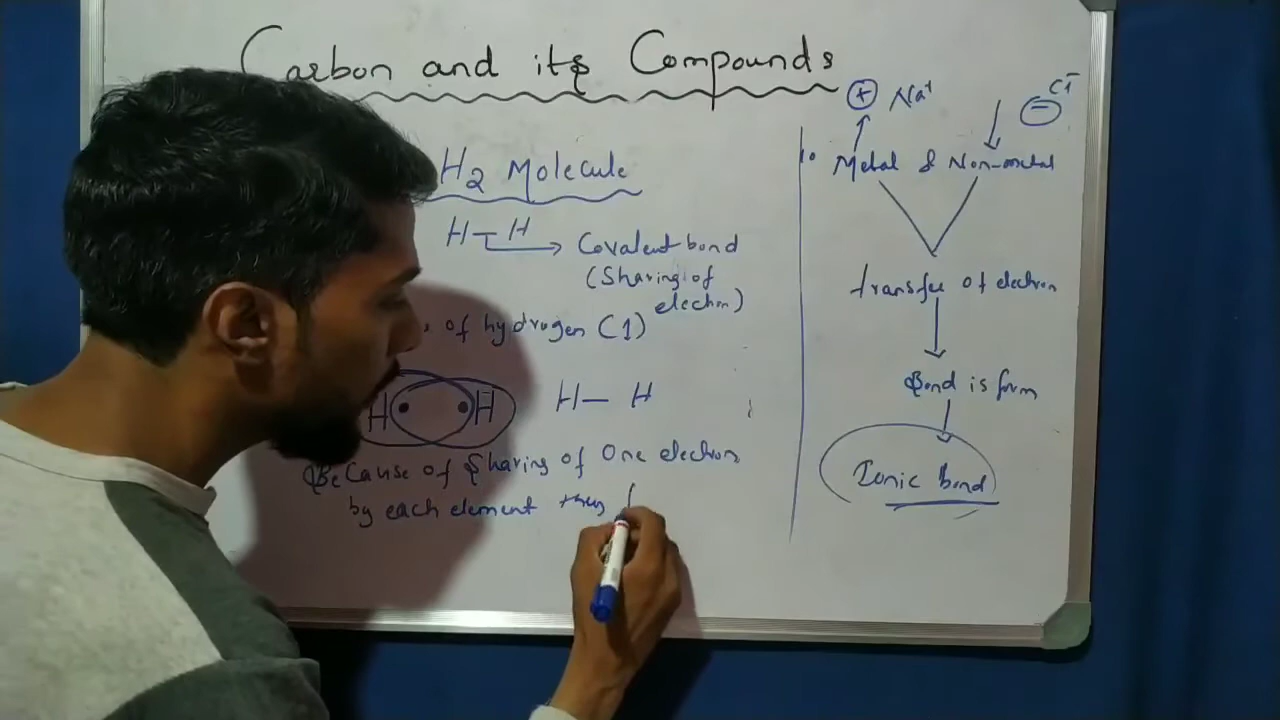 Carbon and its Compounds
H2 Molecule
H-H
Covalent bond
(Sharing of
electron)
of hydrogen (1)
H H
H - H
Because of Sharing of One electron
by each element they
+ Na+
- Cl-
1. Metal & Non-metal
transfer of electron
Bond is form
Ionic bond